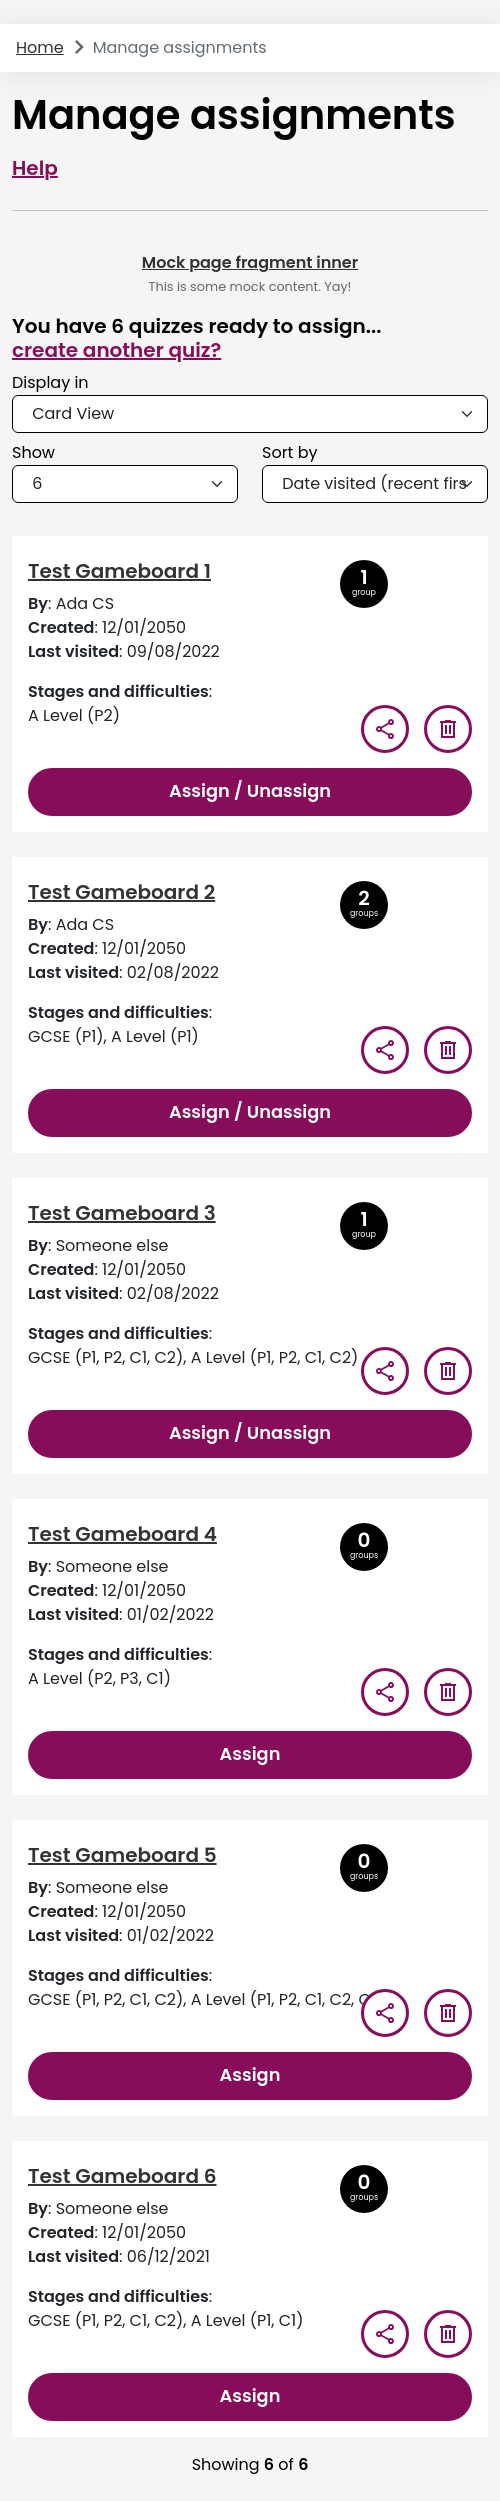 Home > Manage assignments
Manage assignments
Help
Mock page fragment inner
This is some mock content. Yay!
You have 6 quizzes ready to assign...
create another quiz?
Display in
Card View
Show Sort by
6 Date visited (recent firs
Test Gameboard 1
1
group
By: Ada CS
Created: 12/01/2050
Last visited: 09/08/2022
Stages and difficulties:
A Level (P2)
Assign / Unassign
Test Gameboard 2
2
groups
By: Ada CS
Created: 12/01/2050
Last visited: 02/08/2022
Stages and difficulties:
GCSE (P1), A Level (P1)
Assign / Unassign
Test Gameboard 3
1
group
By: Someone else
Created: 12/01/2050
Last visited: 02/08/2022
Stages and difficulties:
GCSE (P1, P2, C1, C2), A Level (P1, P2, C1, C2)
Assign / Unassign
Test Gameboard 4
0
groups
By: Someone else
Created: 12/01/2050
Last visited: 01/02/2022
Stages and difficulties:
A Level (P2, P3, C1)
Assign
Test Gameboard 5
0
groups
By: Someone else
Created: 12/01/2050
Last visited: 01/02/2022
Stages and difficulties:
GCSE (P1, P2, C1, C2), A Level (P1, P2, C1, C2,
Assign
Test Gameboard 6
0
groups
By: Someone else
Created: 12/01/2050
Last visited: 06/12/2021
Stages and difficulties:
GCSE (P1, P2, C1, C2), A Level (P1, C1)
Assign
Showing 6 of 6